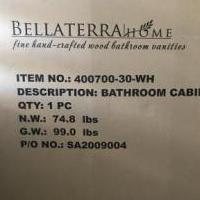 BELLATERRA HOME
fine hand-crafted wood bathroom vanities
ITEM NO.: 400700-30-WH
DESCRIPTION: BATHROOM CABI
QTY: 1 PC
N.W.: 74.8 lbs
G.W.: 99.0 lbs
P/O NO.: SA2009004